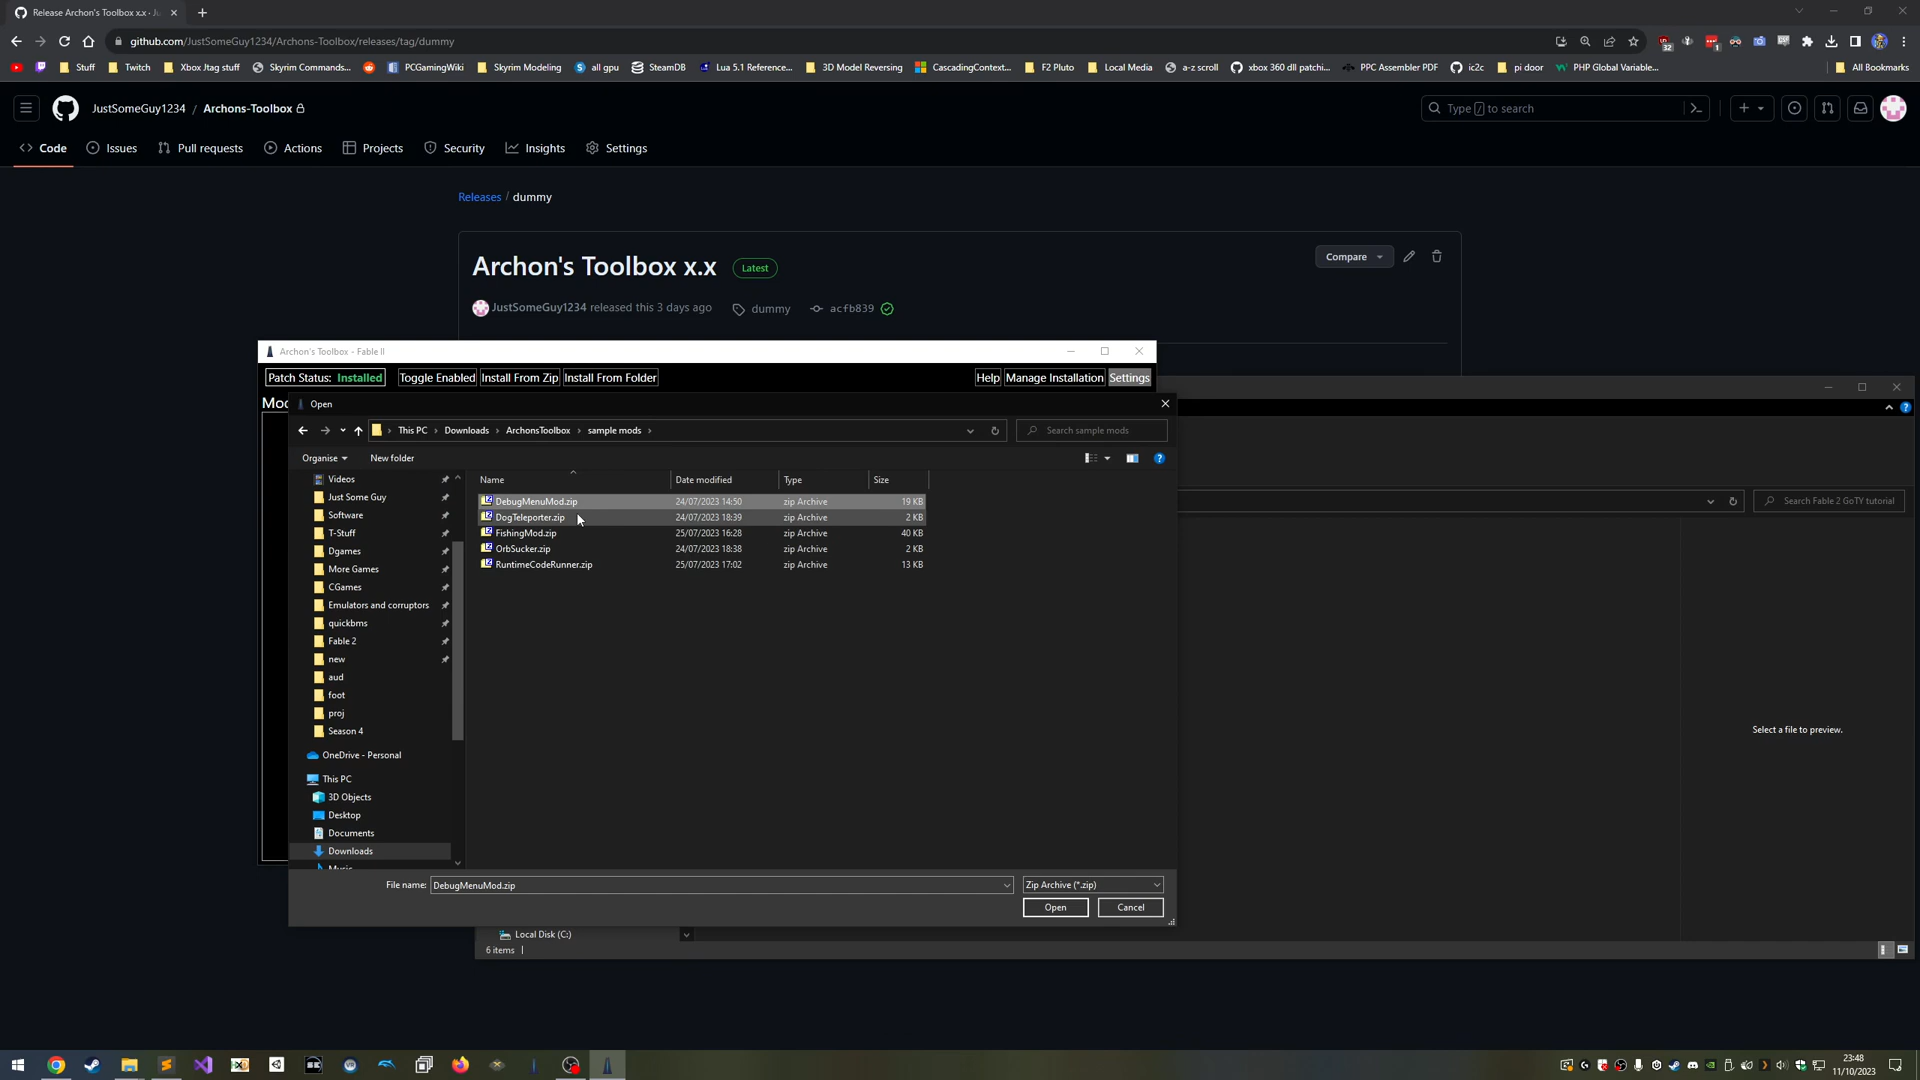 Release Archon's Toolbox x.x · Ju
github.com/JustSomeGuy1234/Archons-Toolbox/releases/tag/dummy
32
1
Stuff
Twitch
Xbox Jtag stuff
Skyrim Commands...
PCGamingWiki
Skyrim Modeling
all gpu
SteamDB
Lua 5.1 Reference...
3D Model Reversing
CascadingContext...
F2 Pluto
Local Media
a-z scroll
xbox 360 dll patchi...
PPC Assembler PDF
ic2c
pi door
PHP Global Variable...
All Bookmarks
JustSomeGuy1234 / Archons-Toolbox
Type / to search
Code
Issues
Pull requests
Actions
Projects
Security
Insights
Settings
Releases / dummy
Archon's Toolbox x.x
Latest
Compare
JustSomeGuy1234 released this 3 days ago
dummy
acfb839
Archon's Toolbox - Fable II
Patch Status: Installed
Toggle Enabled
Install From Zip
Install From Folder
Help
Manage Installation
Settings
Open
This PC > Downloads > ArchonsToolbox > sample mods >
Search sample mods
Organise
New folder
Name
Date modified
Type
Size
DebugMenuMod.zip 24/07/2023 14:50 zip Archive 19 KB
DogTeleporter.zip 24/07/2023 18:39 zip Archive 2 KB
FishingMod.zip 25/07/2023 16:28 zip Archive 40 KB
OrbSucker.zip 24/07/2023 18:38 zip Archive 2 KB
RuntimeCodeRunner.zip 25/07/2023 17:02 zip Archive 13 KB
Videos
Just Some Guy
Software
T-Stuff
Dgames
More Games
CGames
Emulators and corruptors
quickbms
Fable 2
new
aud
foot
proj
Season 4
OneDrive - Personal
This PC
3D Objects
Desktop
Documents
Downloads
Music
File name: DebugMenuMod.zip
Zip Archive (*.zip)
Open
Cancel
Search Fable 2 GoTY tutorial
Select a file to preview.
Local Disk (C:)
6 items
23:48
11/10/2023